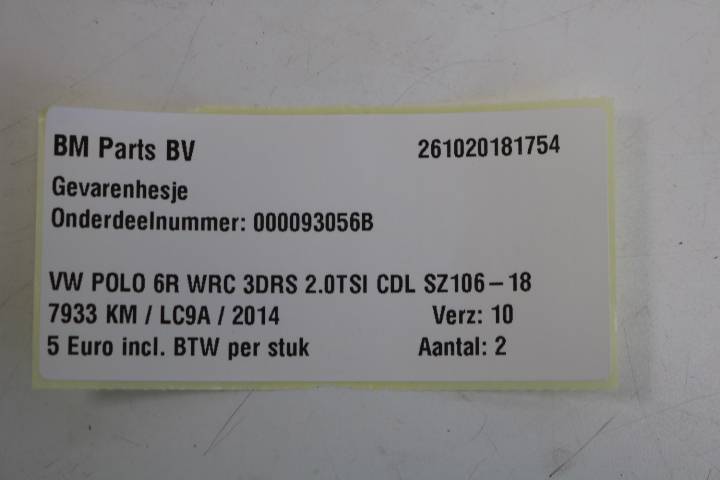 BM Parts BV 261020181754
Gevarenhesje
Onderdeelnummer: 000093056B
VW POLO 6R WRC 3DRS 2.0TSI CDL SZ106-18
7933 KM / LC9A / 2014 Verz: 10
5 Euro incl. BTW per stuk Aantal: 2